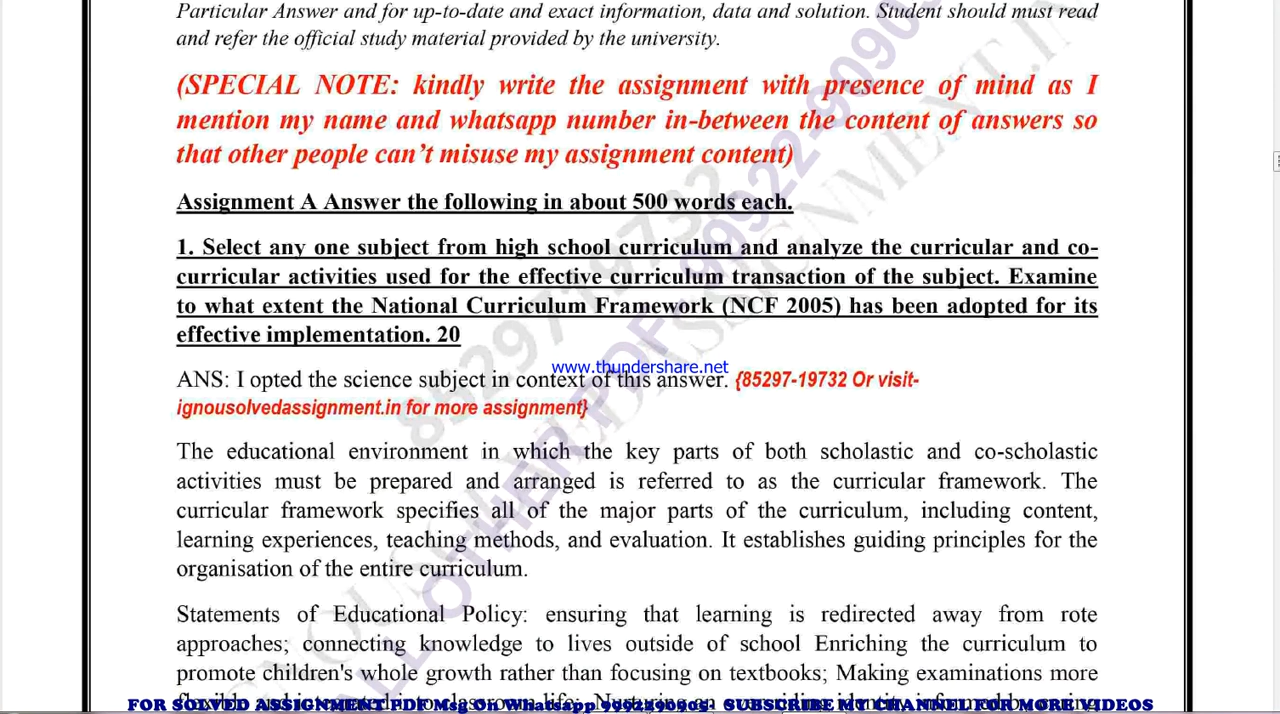 Particular Answer and for up-to-date and exact information, data and solution. Student should must read
and refer the official study material provided by the university.
(SPECIAL NOTE: kindly write the assignment with presence of mind as I
mention my name and whatsapp number in-between the content of answers so
that other people can't misuse my assignment content)
Assignment A Answer the following in about 500 words each.
1. Select any one subject from high school curriculum and analyze the curricular and co-
curricular activities used for the effective curriculum transaction of the subject. Examine
to what extent the National Curriculum Framework (NCF 2005) has been adopted for its
effective implementation. 20
www.thundershare.net
ANS: I opted the science subject in context of this answer. {85297-19732 Or visit-
ignousolvedassignment.in for more assignment}
The educational environment in which the key parts of both scholastic and co-scholastic
activities must be prepared and arranged is referred to as the curricular framework. The
curricular framework specifies all of the major parts of the curriculum, including content,
learning experiences, teaching methods, and evaluation. It establishes guiding principles for the
organisation of the entire curriculum.
Statements of Educational Policy: ensuring that learning is redirected away from rote
approaches; connecting knowledge to lives outside of school Enriching the curriculum to
promote children's whole growth rather than focusing on textbooks; Making examinations more
FOR SOLVED ASSIGNMENT PDF Msg On Whatsapp 9992290905- SUBSCRIBE MY CHANNEL FOR MORE VIDEOS
8529719732